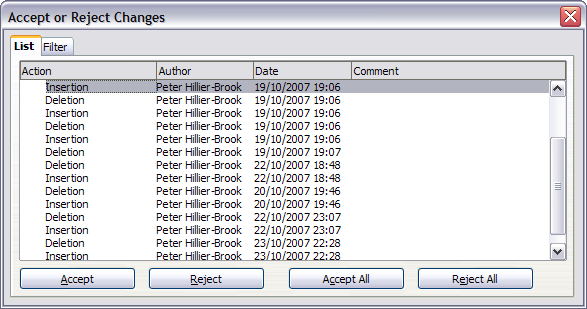 Accept or Reject Changes
List Filter
Action Author Date Comment
Insertion Peter Hillier-Brook 19/10/2007 19:06
Deletion Peter Hillier-Brook 19/10/2007 19:06
Insertion Peter Hillier-Brook 19/10/2007 19:06
Deletion Peter Hillier-Brook 19/10/2007 19:06
Insertion Peter Hillier-Brook 19/10/2007 19:06
Deletion Peter Hillier-Brook 19/10/2007 19:07
Deletion Peter Hillier-Brook 22/10/2007 18:48
Insertion Peter Hillier-Brook 22/10/2007 18:48
Deletion Peter Hillier-Brook 20/10/2007 19:46
Insertion Peter Hillier-Brook 20/10/2007 19:46
Deletion Peter Hillier-Brook 22/10/2007 23:07
Insertion Peter Hillier-Brook 22/10/2007 23:07
Deletion Peter Hillier-Brook 23/10/2007 22:28
Insertion Peter Hillier-Brook 23/10/2007 22:28
Accept Reject Accept All Reject All